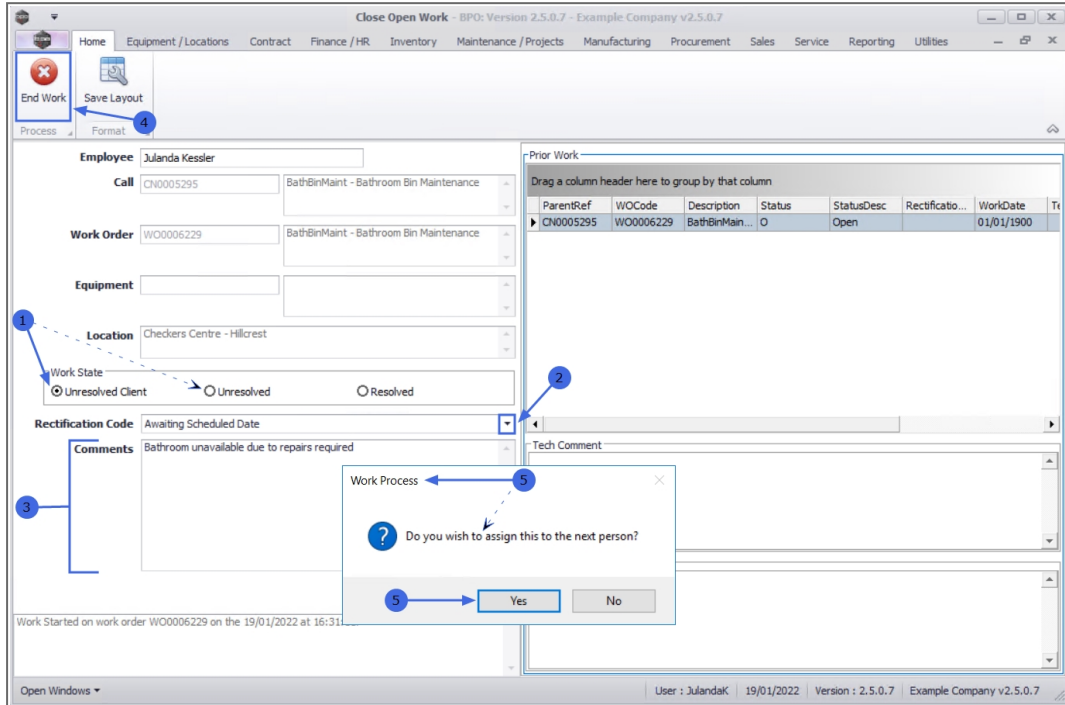 Close Open Work - BPO: Version 2.5.0.7 - Example Company v2.5.0.7
Home Equipment / Locations Contract Finance / HR Inventory Maintenance / Projects Manufacturing Procurement Sales Service Reporting Utilities
End Work Save Layout
4
Process Format
Employee Julanda Kessler
Call CN0005295 BathBinMaint - Bathroom Bin Maintenance
Work Order WO0006229 BathBinMaint - Bathroom Bin Maintenance
Equipment
1
Location Checkers Centre - Hillcrest
Work State
Unresolved Client Unresolved Resolved
2
Rectification Code Awaiting Scheduled Date
Comments Bathroom unavailable due to repairs required
3
Work Started on work order WO0006229 on the 19/01/2022 at 16:31:
Prior Work
Drag a column header here to group by that column
ParentRef WOCode Description Status StatusDesc Rectificatio... WorkDate Te
CN0005295 WO0006229 BathBinMain... O Open 01/01/1900
Tech Comment
Work Process 5
Do you wish to assign this to the next person?
5 Yes No
Open Windows User : JulandaK 19/01/2022 Version : 2.5.0.7 Example Company v2.5.0.7